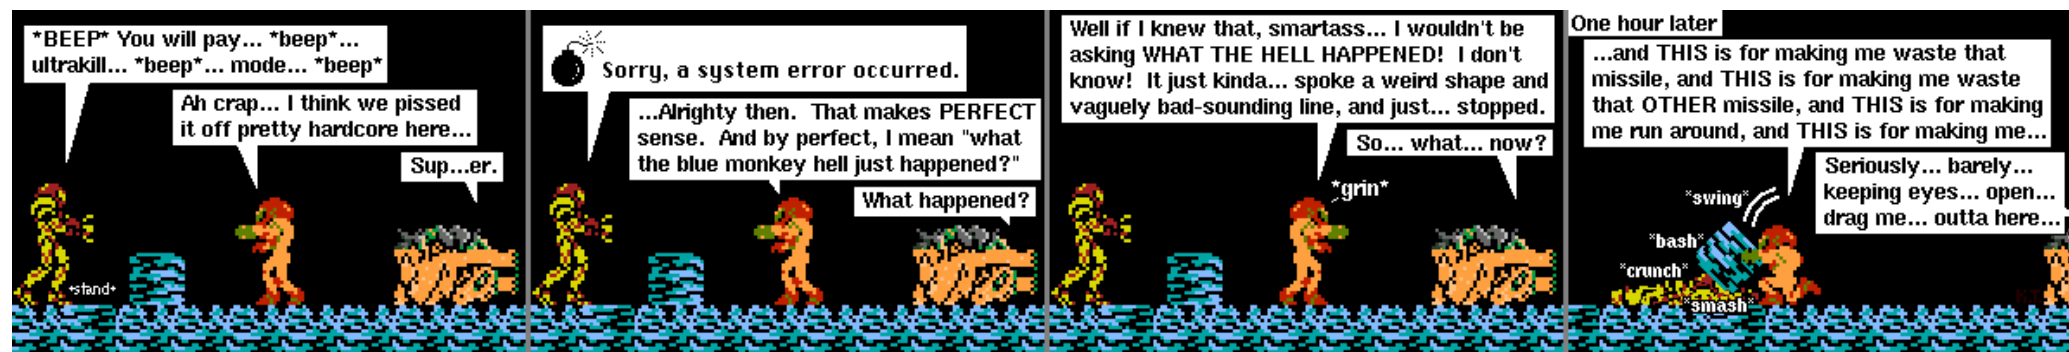 *BEEP* You will pay... *beep*...
ultrakill... *beep*... mode... *beep*
Ah crap... I think we pissed
it off pretty hardcore here...
Sup...er.
*stand*
Sorry, a system error occurred.
...Alrighty then.  That makes PERFECT
sense.  And by perfect, I mean "what
the blue monkey hell just happened?"
What happened?
Well if I knew that, smartass... I wouldn't be
asking WHAT THE HELL HAPPENED!  I don't
know!  It just kinda... spoke a weird shape and
vaguely bad-sounding line, and just... stopped.
So... what... now?
*grin*
One hour later
...and THIS is for making me waste that
missile, and THIS is for making me waste
that OTHER missile, and THIS is for making
me run around, and THIS is for making me...
Seriously... barely...
keeping eyes... open...
drag me... outta here...
*swing*
*bash*
*crunch*
*smash*